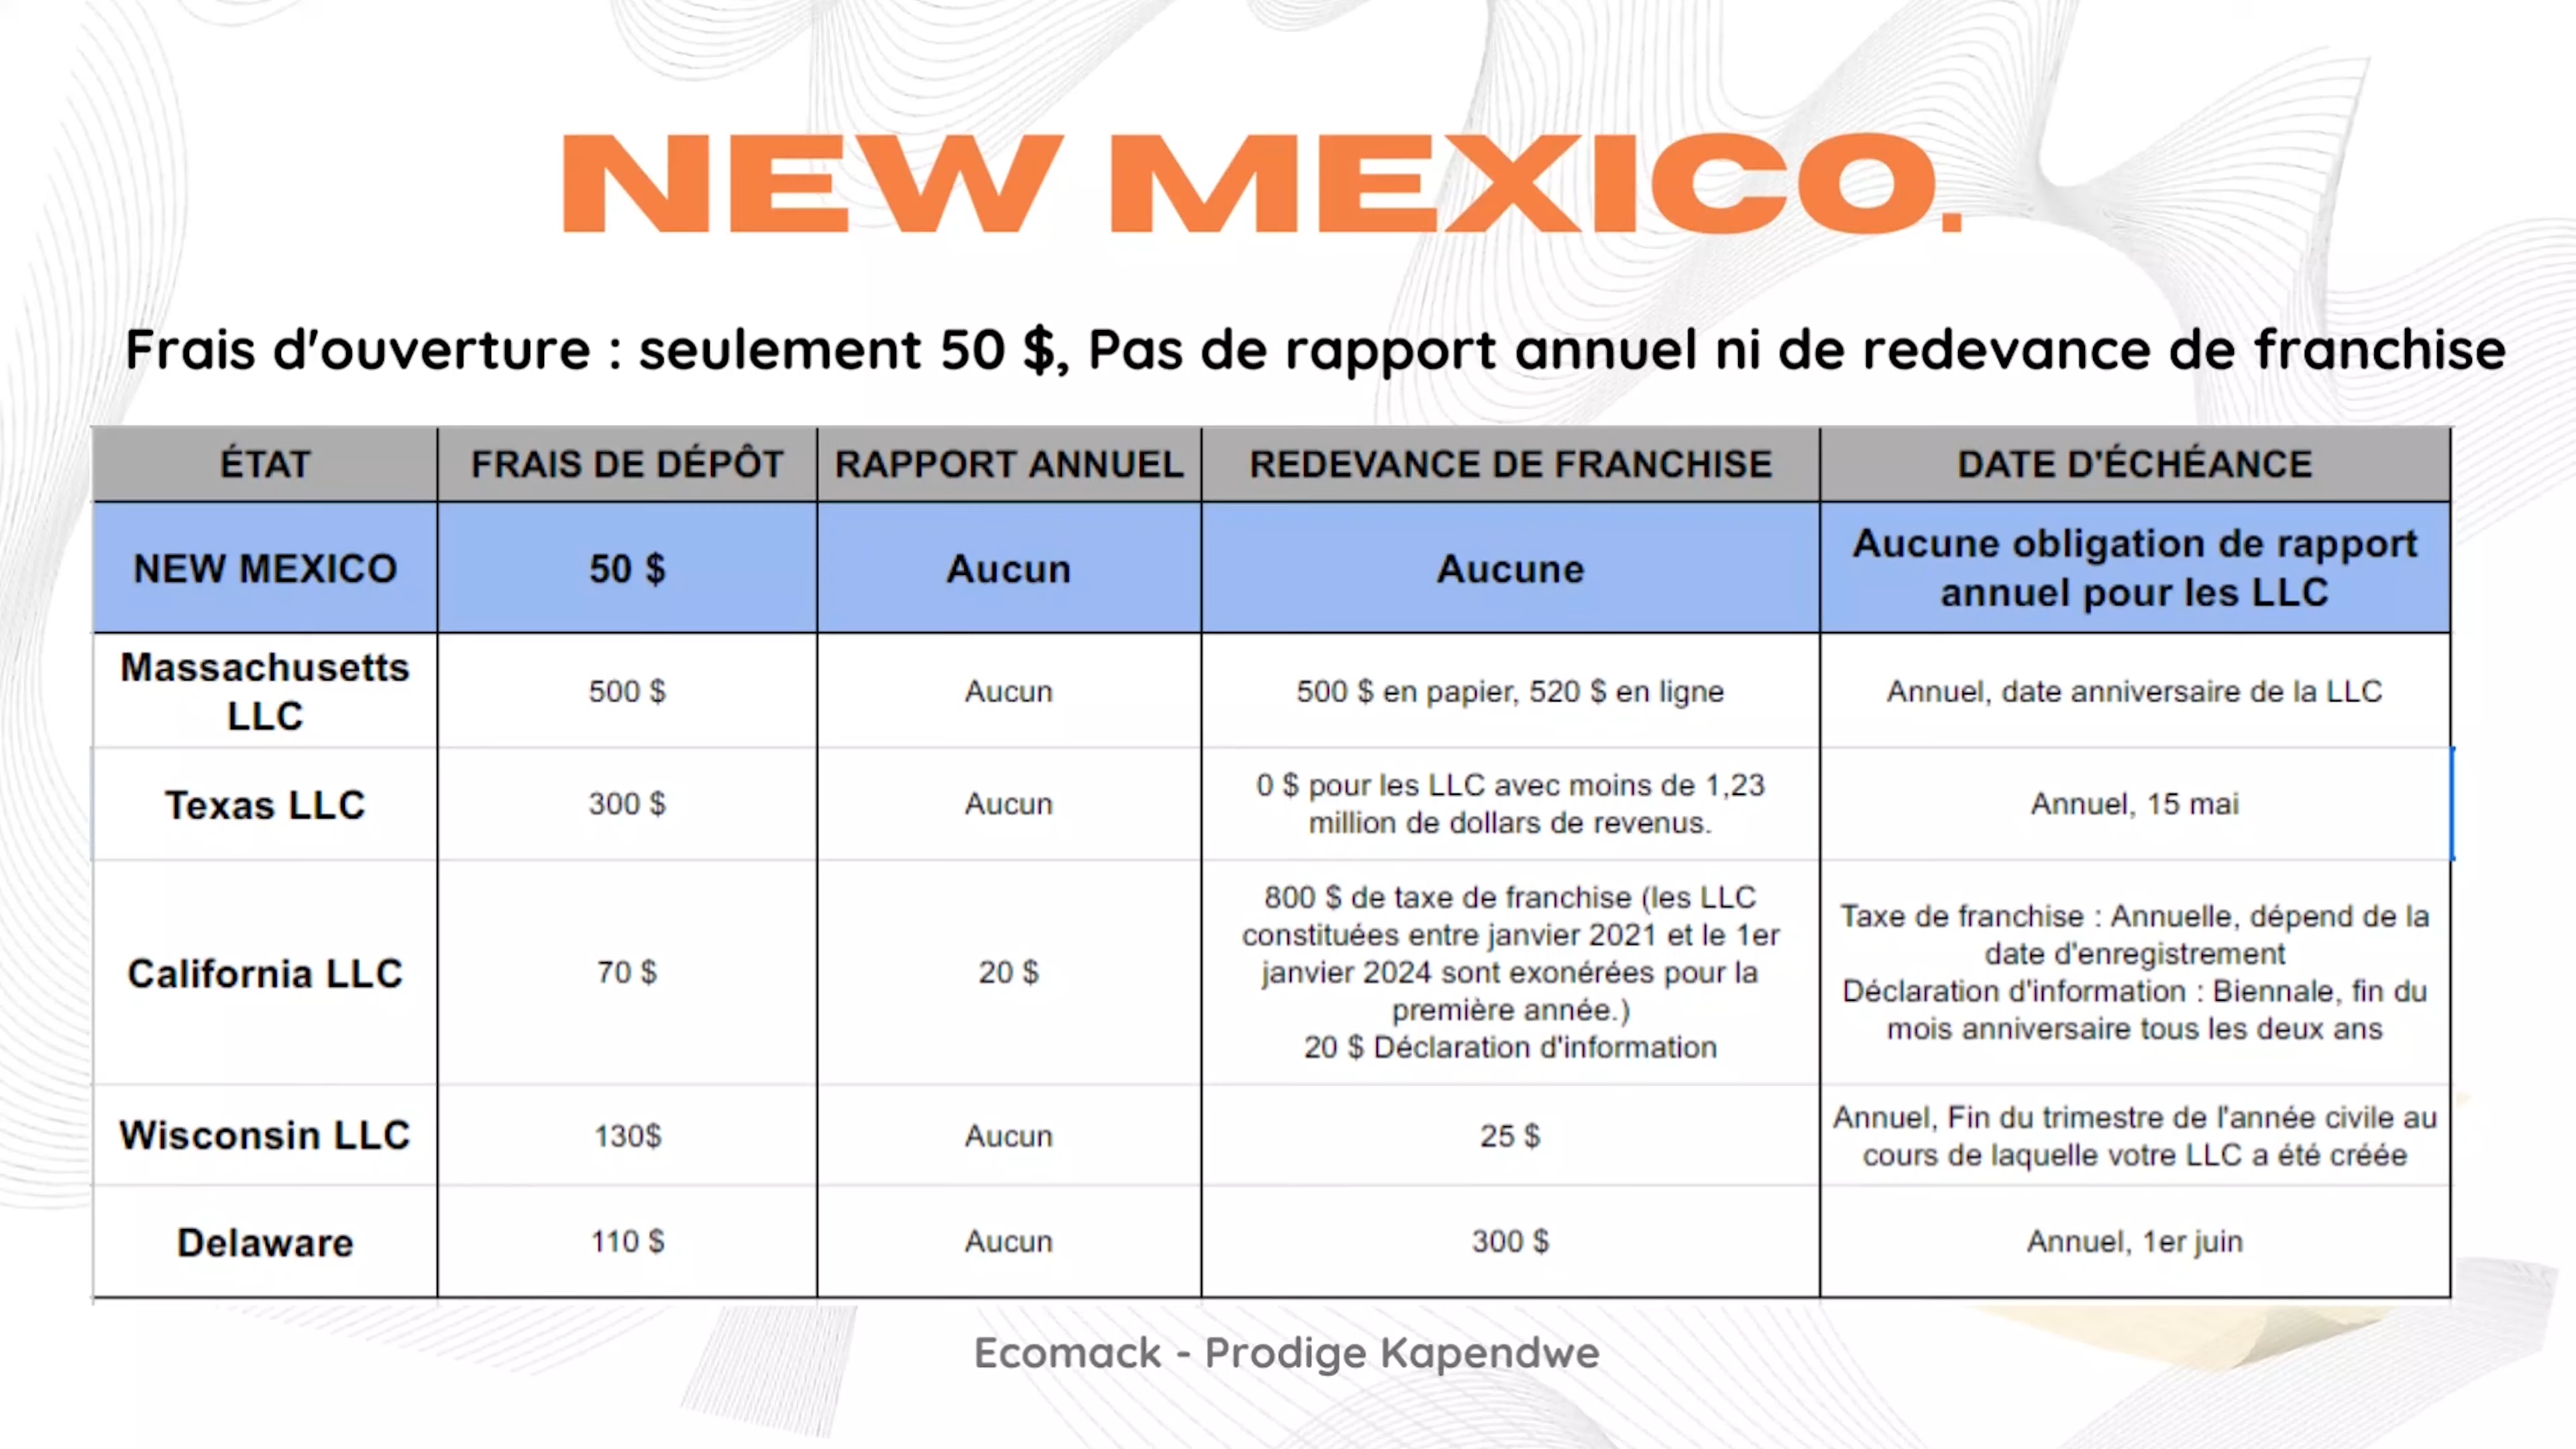 NEW MEXICO.
Frais d'ouverture : seulement 50 $, Pas de rapport annuel ni de redevance de franchise
ÉTAT FRAIS DE DÉPÔT RAPPORT ANNUEL REDEVANCE DE FRANCHISE DATE D'ÉCHÉANCE
NEW MEXICO 50 $ Aucun Aucune Aucune obligation de rapport
annuel pour les LLC
Massachusetts
LLC
500 $ Aucun 500 $ en papier, 520 $ en ligne Annuel, date anniversaire de la LLC
Texas LLC 300 $ Aucun 0 $ pour les LLC avec moins de 1,23
million de dollars de revenus.
Annuel, 15 mai
California LLC 70 $ 20 $ 800 $ de taxe de franchise (les LLC
constituées entre janvier 2021 et le 1er
janvier 2024 sont exonérées pour la
première année.)
20 $ Déclaration d'information
Taxe de franchise : Annuelle, dépend de la
date d'enregistrement
Déclaration d'information : Biennale, fin du
mois anniversaire tous les deux ans
Wisconsin LLC 130$ Aucun 25 $ Annuel, Fin du trimestre de l'année civile au
cours de laquelle votre LLC a été créée
Delaware 110 $ Aucun 300 $ Annuel, 1er juin
Ecomack - Prodige Kapendwe